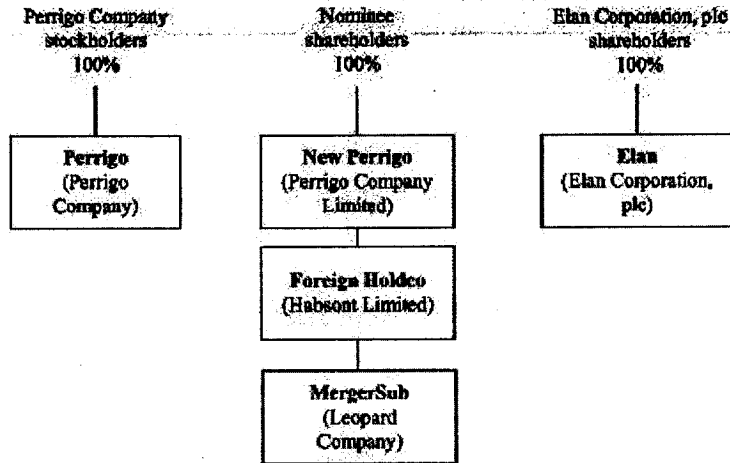 Perrigo Company
stockholders
100%
Nominee
shareholders
100%
Elan Corporation, plc
shareholders
100%
Perrigo
(Perrigo
Company)
New Perrigo
(Perrigo Company
Limited)
Elan
(Elan Corporation,
plc)
Foreign Holdco
(Habsont Limited)
MergerSub
(Leopard
Company)